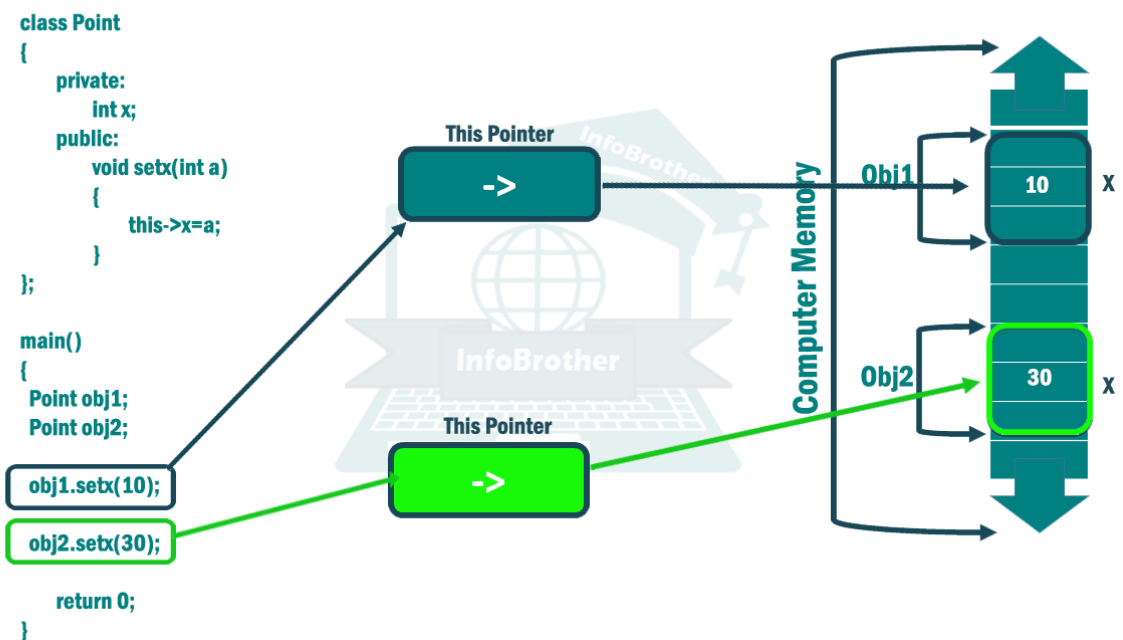 class Point
{
private:
int x;
public:
void setx(int a)
{
this->x=a;
}
};
main()
{
Point obj1;
Point obj2;
obj1.setx(10);
obj2.setx(30);
return 0;
}
This Pointer
->
This Pointer
->
InfoBrother
InfoBrother
Computer Memory
Obj1
10
X
Obj2
30
X